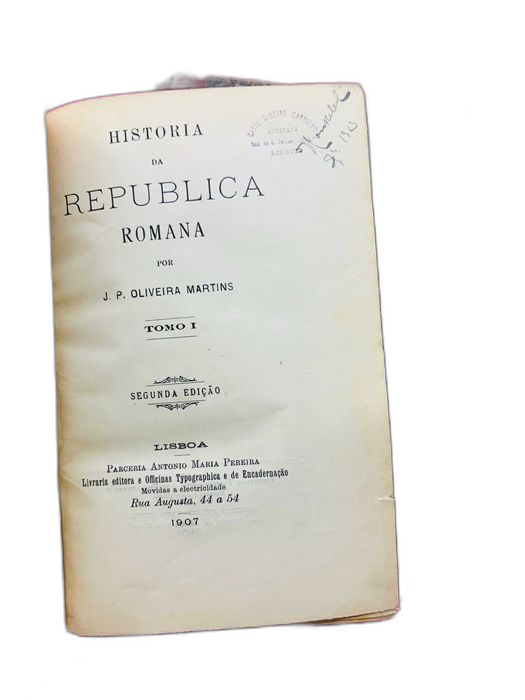 HISTORIA
DA
REPUBLICA
ROMANA
POR
J. P. OLIVEIRA MARTINS
TOMO I
SEGUNDA EDIÇÃO
LISBOA
PARCERIA ANTONIO MARIA PEREIRA
Livraria editora e Officinas Typographica e de Encadernação
Movidas a electricidade
Rua Augusta, 44 a 54
1907
RIBEIRO
ADVOGADO
LISBOA